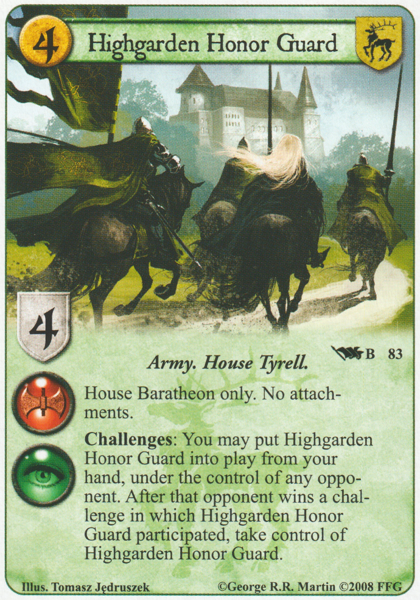 4 Highgarden Honor Guard
4
Army. House Tyrell.
B 83
House Baratheon only. No attach-
ments.
Challenges: You may put Highgarden
Honor Guard into play from your
hand, under the control of any oppo-
nent. After that opponent wins a chal-
lenge in which Highgarden Honor
Guard participated, take control of
Highgarden Honor Guard.
Illus. Tomasz Jędruszek ©George R.R. Martin ©2008 FFG